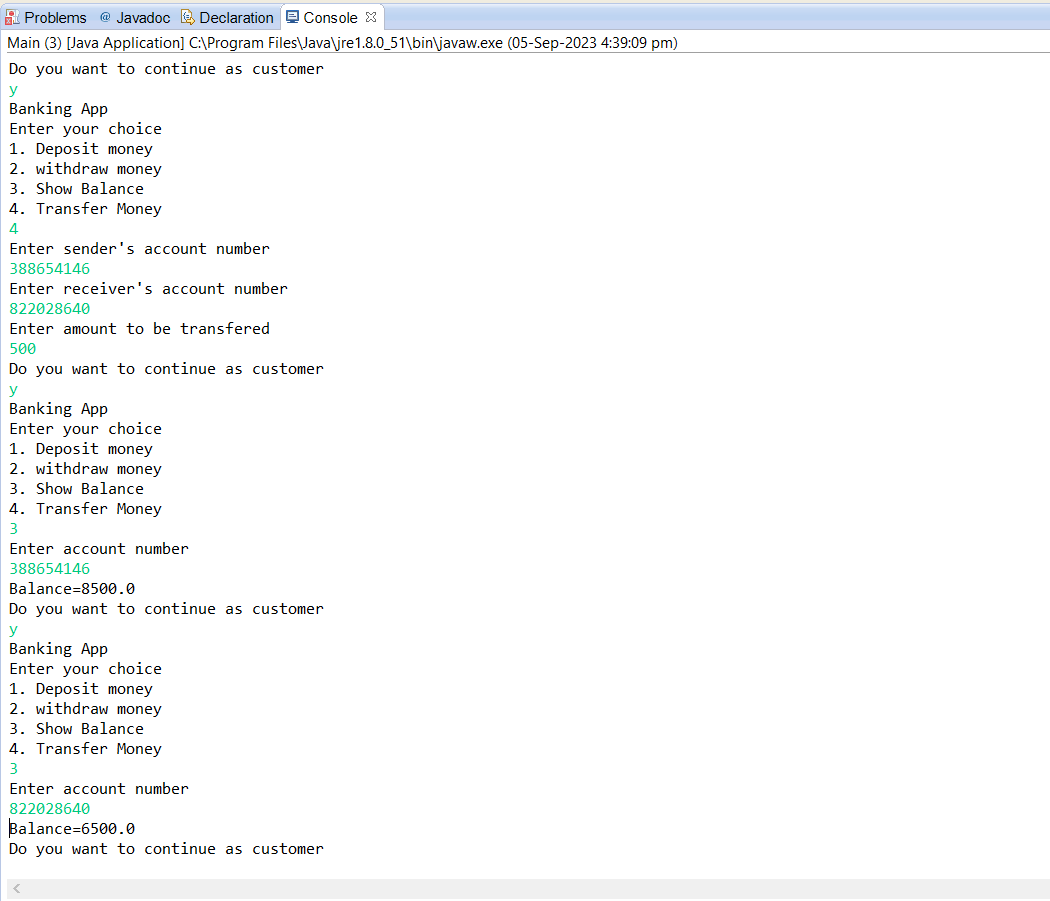 Problems @ Javadoc Declaration Console
Main (3) [Java Application] C:\Program Files\Java\jre1.8.0_51\bin\javaw.exe (05-Sep-2023 4:39:09 pm)
Do you want to continue as customer
y
Banking App
Enter your choice
1. Deposit money
2. withdraw money
3. Show Balance
4. Transfer Money
4
Enter sender's account number
388654146
Enter receiver's account number
822028640
Enter amount to be transfered
500
Do you want to continue as customer
y
Banking App
Enter your choice
1. Deposit money
2. withdraw money
3. Show Balance
4. Transfer Money
3
Enter account number
388654146
Balance=8500.0
Do you want to continue as customer
y
Banking App
Enter your choice
1. Deposit money
2. withdraw money
3. Show Balance
4. Transfer Money
3
Enter account number
822028640
Balance=6500.0
Do you want to continue as customer